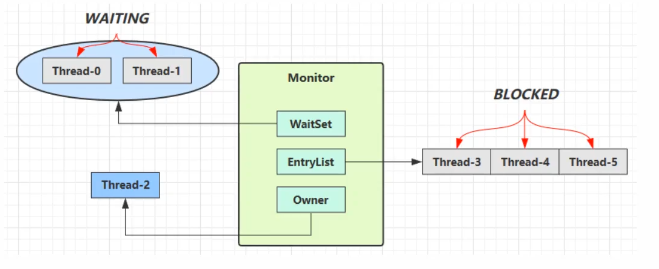 WAITING
Thread-0
Thread-1
Monitor
WaitSet
BLOCKED
EntryList
Thread-3
Thread-4
Thread-5
Thread-2
Owner